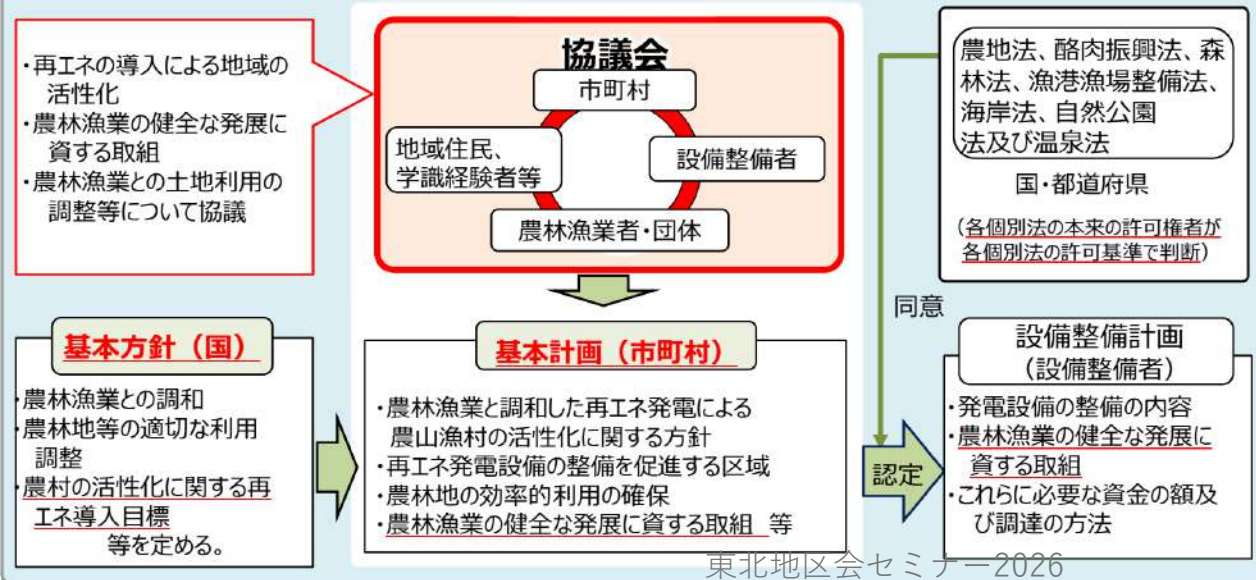 ・再エネの導入による地域の
活性化
・農林漁業の健全な発展に
資する取組
・農林漁業との土地利用の
調整等について協議
協議会
市町村
地域住民、
学識経験者等
設備整備者
農林漁業者・団体
農地法、酪肉振興法、森
林法、漁港漁場整備法、
海岸法、自然公園
法及び温泉法
国・都道府県
（各個別法の本来の許可権者が
各個別法の許可基準で判断）
同意
基本方針（国）
・農林漁業との調和
・農林地等の適切な利用
調整
・農村の活性化に関する再
エネ導入目標
等を定める。
基本計画（市町村）
・農林漁業と調和した再エネ発電による
農山漁村の活性化に関する方針
・再エネ発電設備の整備を促進する区域
・農林地の効率的利用の確保
・農林漁業の健全な発展に資する取組 等
認定
設備整備計画
（設備整備者）
・発電設備の整備の内容
・農林漁業の健全な発展に
資する取組
・これらに必要な資金の額及
び調達の方法
東北地区会セミナー2026